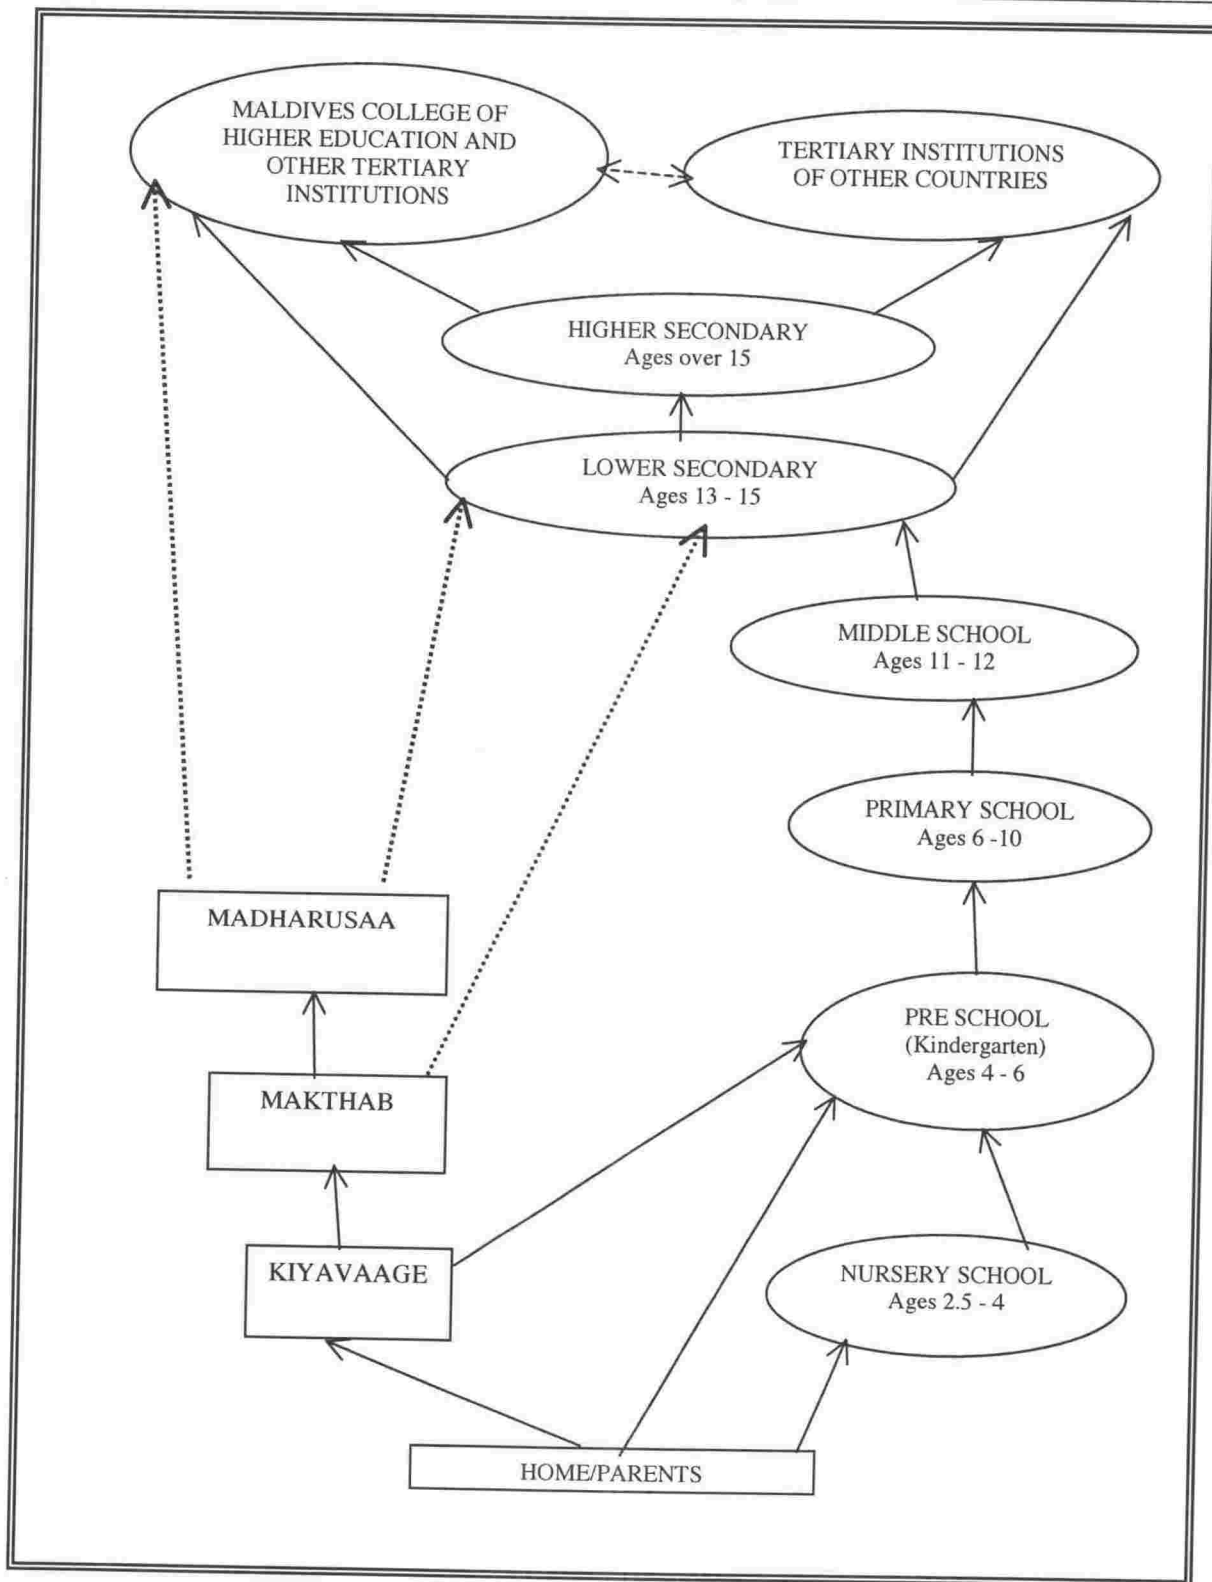 MALDIVES COLLEGE OF
HIGHER EDUCATION AND
OTHER TERTIARY
INSTITUTIONS
TERTIARY INSTITUTIONS
OF OTHER COUNTRIES
HIGHER SECONDARY
Ages over 15
LOWER SECONDARY
Ages 13 - 15
MIDDLE SCHOOL
Ages 11 - 12
PRIMARY SCHOOL
Ages 6 -10
MADHARUSAA
PRE SCHOOL
(Kindergarten)
Ages 4 - 6
MAKTHAB
KIYAVAAGE
NURSERY SCHOOL
Ages 2.5 - 4
HOME/PARENTS